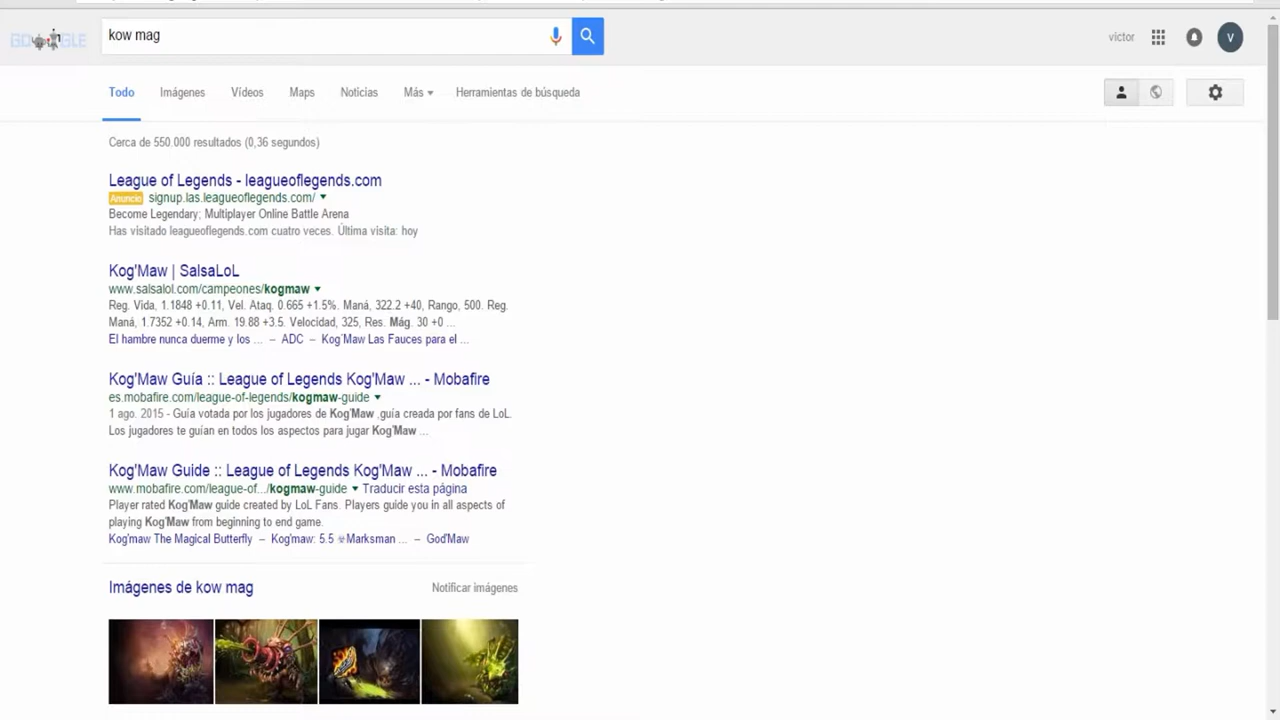 kow mag
victor
V
Todo Imágenes Vídeos Maps Noticias Más Herramientas de búsqueda
Cerca de 550.000 resultados (0,36 segundos)
League of Legends - leagueoflegends.com
Anuncio signup.las.leagueoflegends.com/
Become Legendary; Multiplayer Online Battle Arena
Has visitado leagueoflegends.com cuatro veces. Última visita: hoy
Kog'Maw | SalsaLoL
www.salsalol.com/campeones/kogmaw
Reg. Vida, 1.1848 +0.11, Vel. Ataq. 0.665 +1.5%. Maná, 322.2 +40, Rango, 500. Reg.
Maná, 1.7352 +0.14, Arm. 19.88 +3.5. Velocidad, 325, Res. Mág. 30 +0 ...
El hambre nunca duerme y los ... – ADC – Kog'Maw Las Fauces para el ...
Kog'Maw Guía :: League of Legends Kog'Maw ... - Mobafire
es.mobafire.com/league-of-legends/kogmaw-guide
1 ago. 2015 - Guía votada por los jugadores de Kog'Maw ,guía creada por fans de LoL.
Los jugadores te guían en todos los aspectos para jugar Kog'Maw ...
Kog'Maw Guide :: League of Legends Kog'Maw ... - Mobafire
www.mobafire.com/league-of.../kogmaw-guide Traducir esta página
Player rated Kog'Maw guide created by LoL Fans. Players guide you in all aspects of
playing Kog'Maw from beginning to end game.
Kog'maw The Magical Butterfly – Kog'maw: 5.5 ☣Marksman ... – God'Maw
Imágenes de kow mag Notificar imágenes